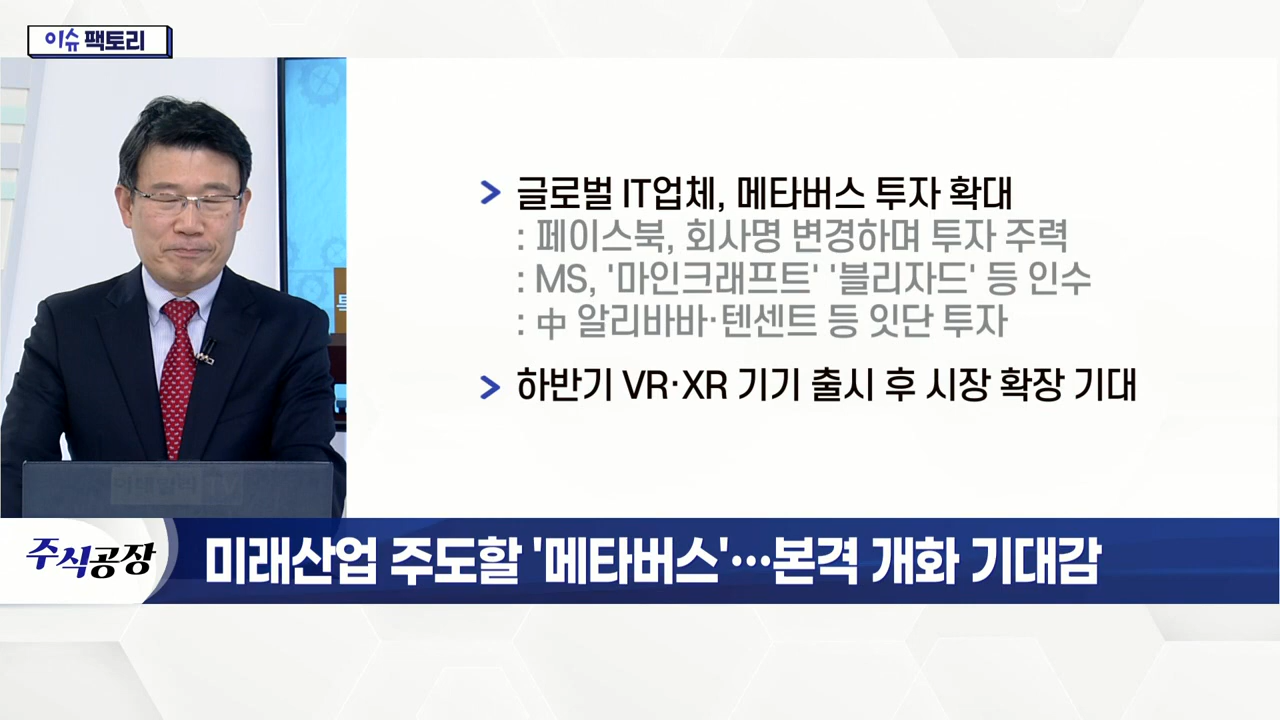 이슈 팩토리
> 글로벌 IT업체, 메타버스 투자 확대
: 페이스북, 회사명 변경하며 투자 주력
: MS, '마인크래프트' '블리자드' 등 인수
: 中 알리바바·텐센트 등 잇단 투자
> 하반기 VR·XR 기기 출시 후 시장 확장 기대
이데일리 TV
주식공장
미래산업 주도할 '메타버스'…본격 개화 기대감